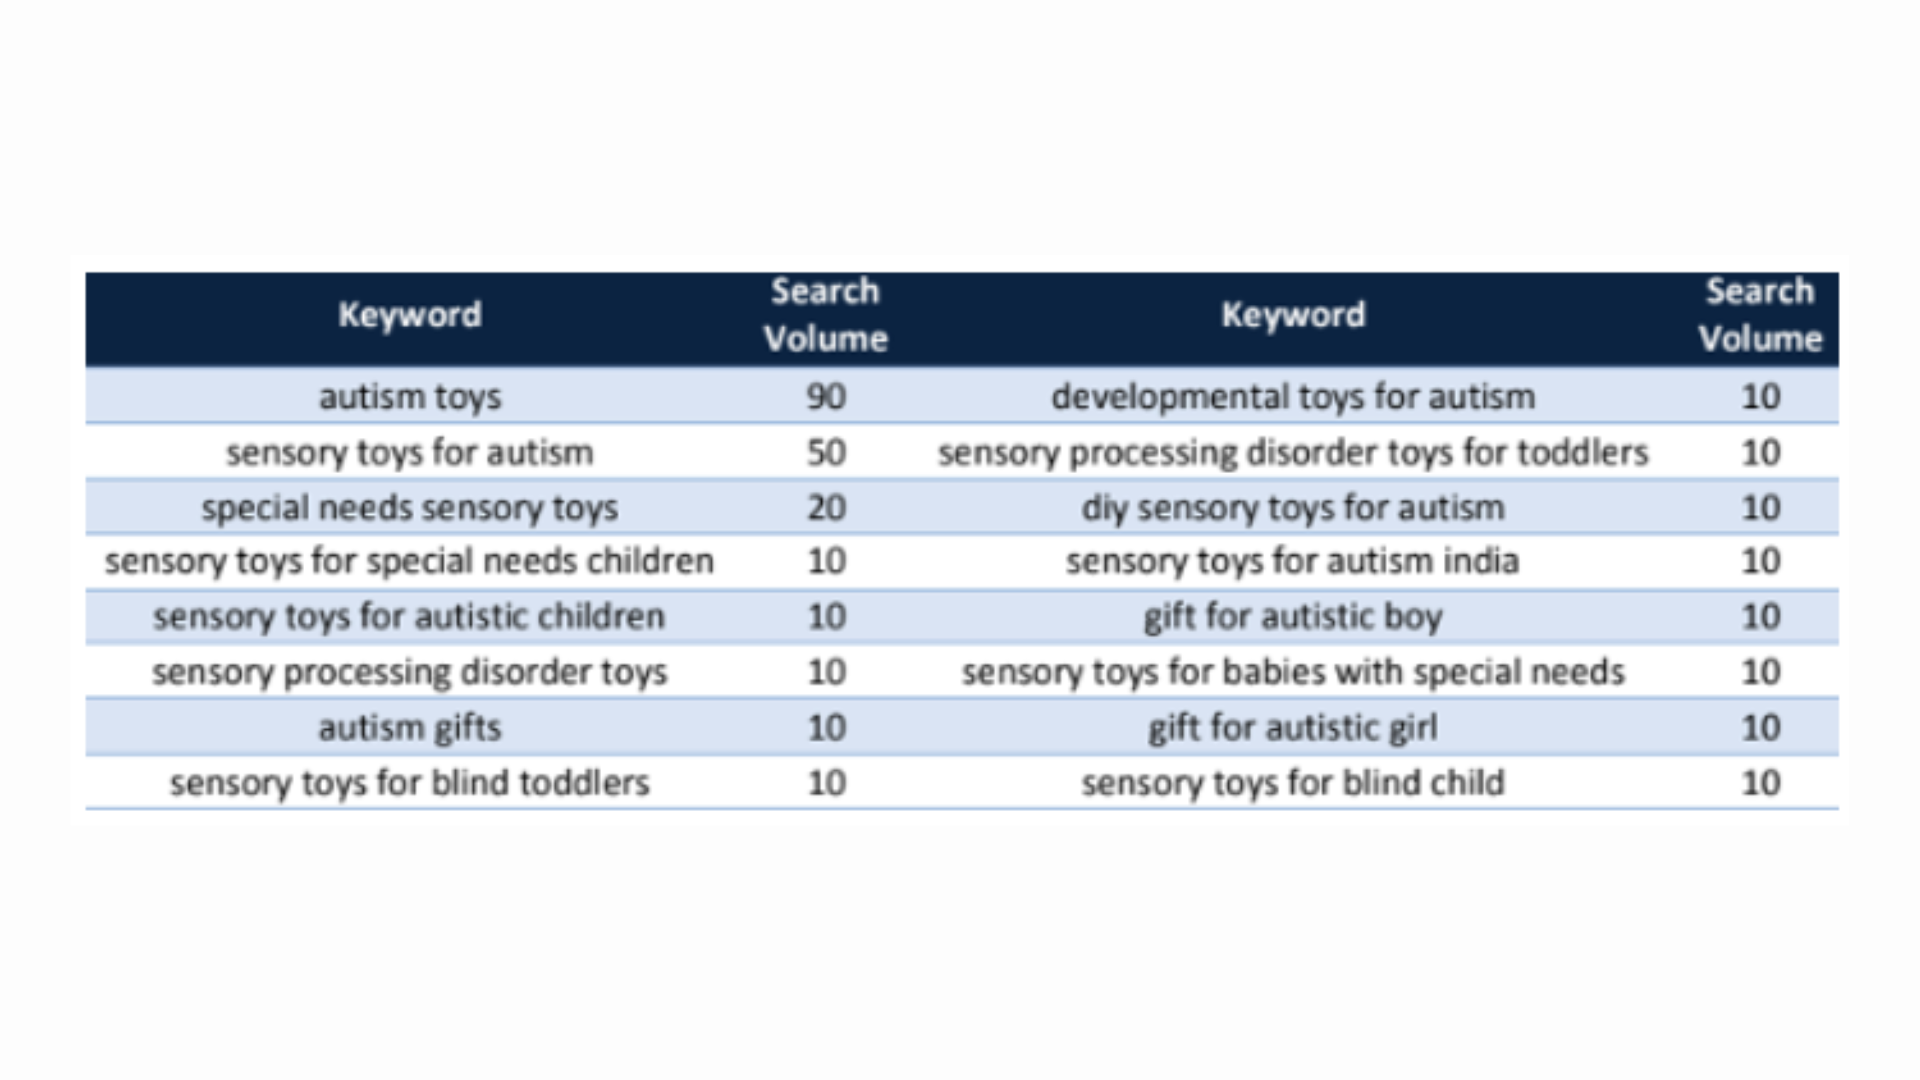 Keyword Search Volume Keyword Search Volume
autism toys 90 developmental toys for autism 10
sensory toys for autism 50 sensory processing disorder toys for toddlers 10
special needs sensory toys 20 diy sensory toys for autism 10
sensory toys for special needs children 10 sensory toys for autism india 10
sensory toys for autistic children 10 gift for autistic boy 10
sensory processing disorder toys 10 sensory toys for babies with special needs 10
autism gifts 10 gift for autistic girl 10
sensory toys for blind toddlers 10 sensory toys for blind child 10